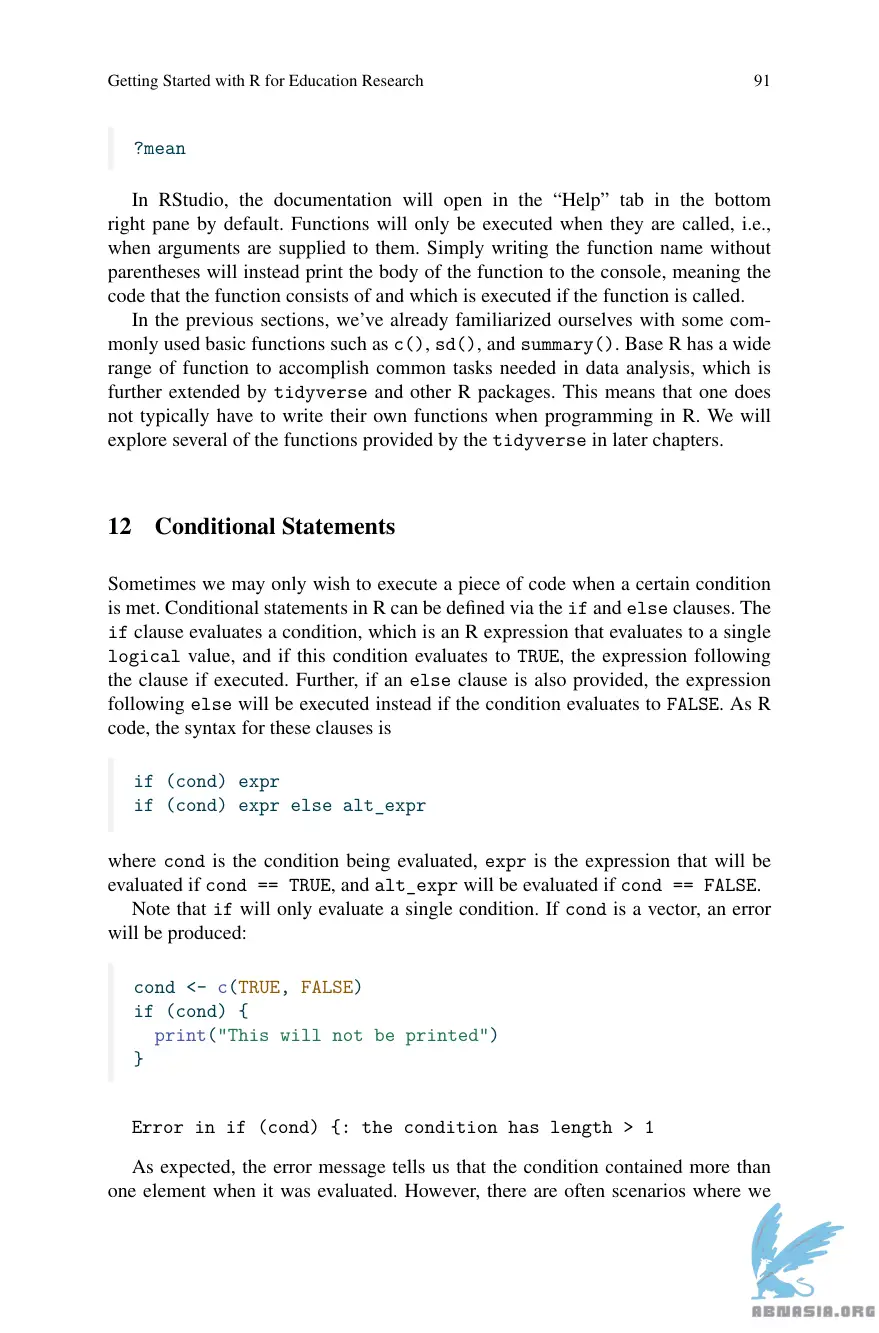 Getting Started with R for Education Research 91
?mean
In RStudio, the documentation will open in the “Help” tab in the bottom
right pane by default. Functions will only be executed when they are called, i.e.,
when arguments are supplied to them. Simply writing the function name without
parentheses will instead print the body of the function to the console, meaning the
code that the function consists of and which is executed if the function is called.
In the previous sections, we’ve already familiarized ourselves with some com-
monly used basic functions such as c(), sd(), and summary(). Base R has a wide
range of function to accomplish common tasks needed in data analysis, which is
further extended by tidyverse and other R packages. This means that one does
not typically have to write their own functions when programming in R. We will
explore several of the functions provided by the tidyverse in later chapters.
12 Conditional Statements
Sometimes we may only wish to execute a piece of code when a certain condition
is met. Conditional statements in R can be defined via the if and else clauses. The
if clause evaluates a condition, which is an R expression that evaluates to a single
logical value, and if this condition evaluates to TRUE, the expression following
the clause if executed. Further, if an else clause is also provided, the expression
following else will be executed instead if the condition evaluates to FALSE. As R
code, the syntax for these clauses is
if (cond) expr
if (cond) expr else alt_expr
where cond is the condition being evaluated, expr is the expression that will be
evaluated if cond == TRUE, and alt_expr will be evaluated if cond == FALSE.
Note that if will only evaluate a single condition. If cond is a vector, an error
will be produced:
cond <- c(TRUE, FALSE)
if (cond) {
  print("This will not be printed")
}
Error in if (cond) {: the condition has length > 1
As expected, the error message tells us that the condition contained more than
one element when it was evaluated. However, there are often scenarios where we
ABNASIA.ORG